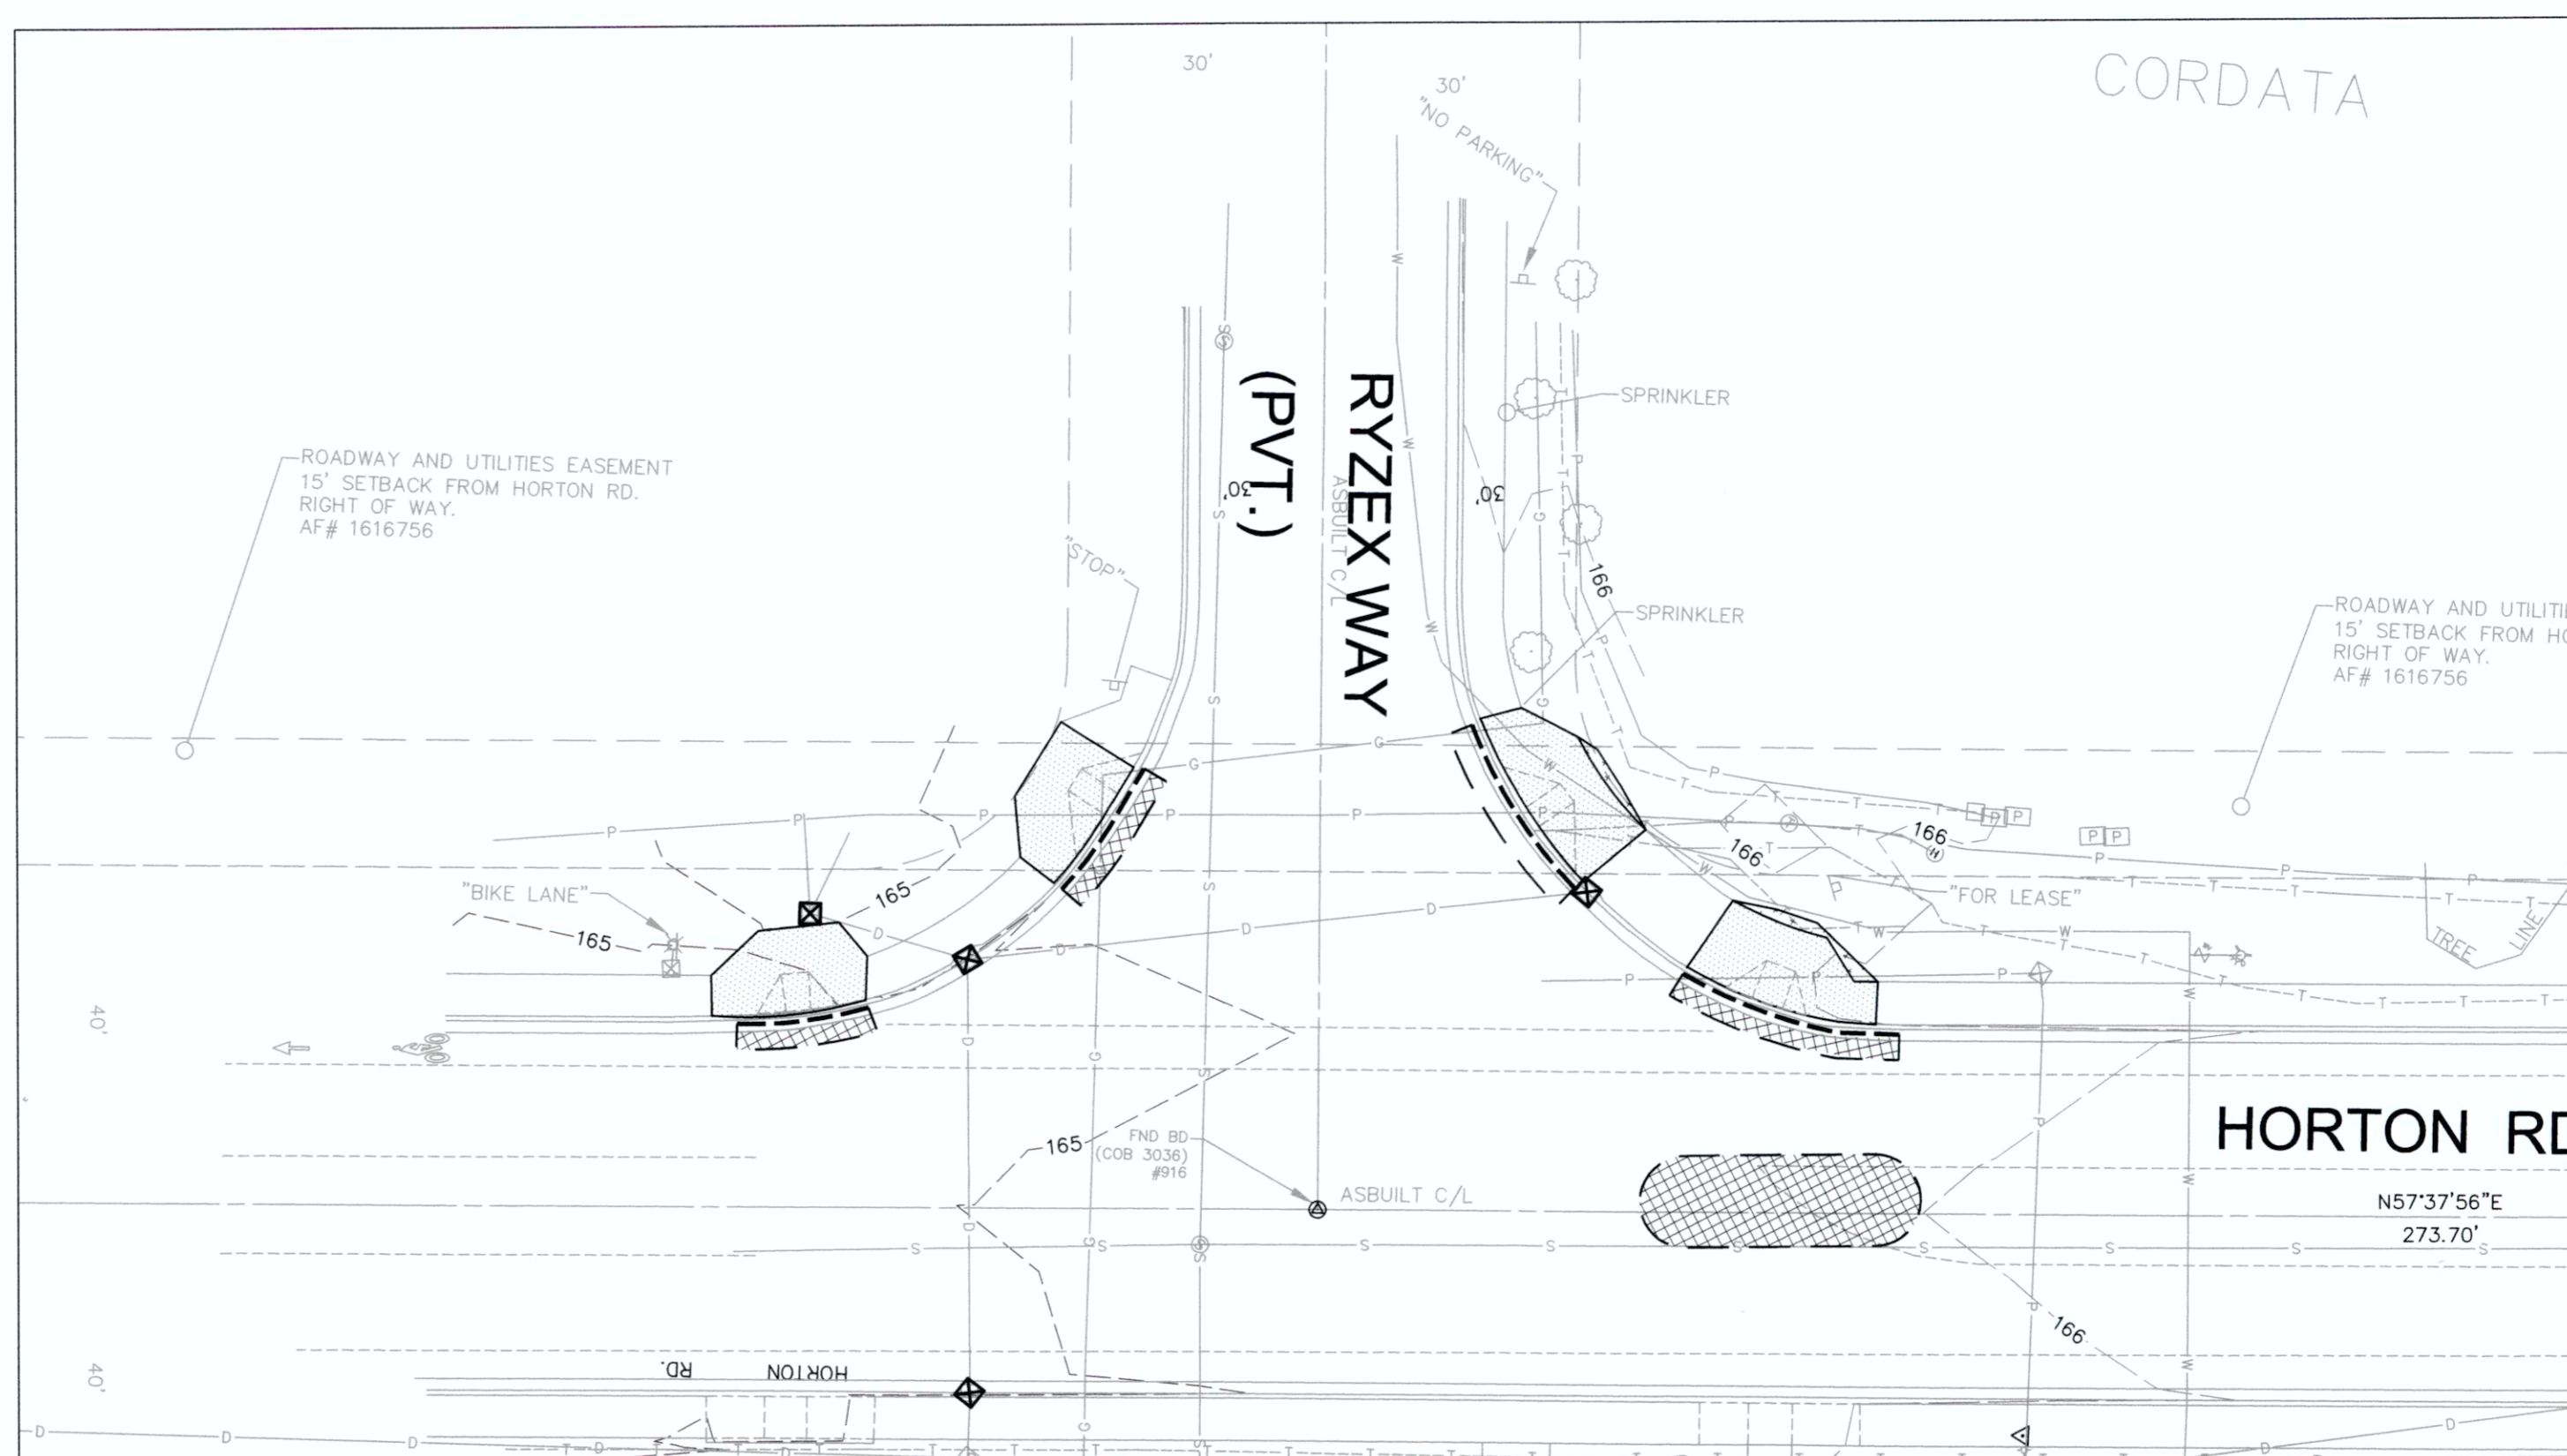 30'
30'
CORDATA
"NO PARKING"
SPRINKLER
RYZEX WAY
(PVT.)
ASBUILT C/L
30'
30'
ROADWAY AND UTILITIES EASEMENT
15' SETBACK FROM HORTON RD.
RIGHT OF WAY.
AF# 1616756
"STOP"
166
SPRINKLER
ROADWAY AND UTILITIE
15' SETBACK FROM HO
RIGHT OF WAY.
AF# 1616756
166
166
"BIKE LANE"
165
165
"FOR LEASE"
TREE LINE
40'
HORTON RD
165
FND BD
(COB 3036)
#916
ASBUILT C/L
N57°37'56"E
273.70'
166
40'
HORTON RD.